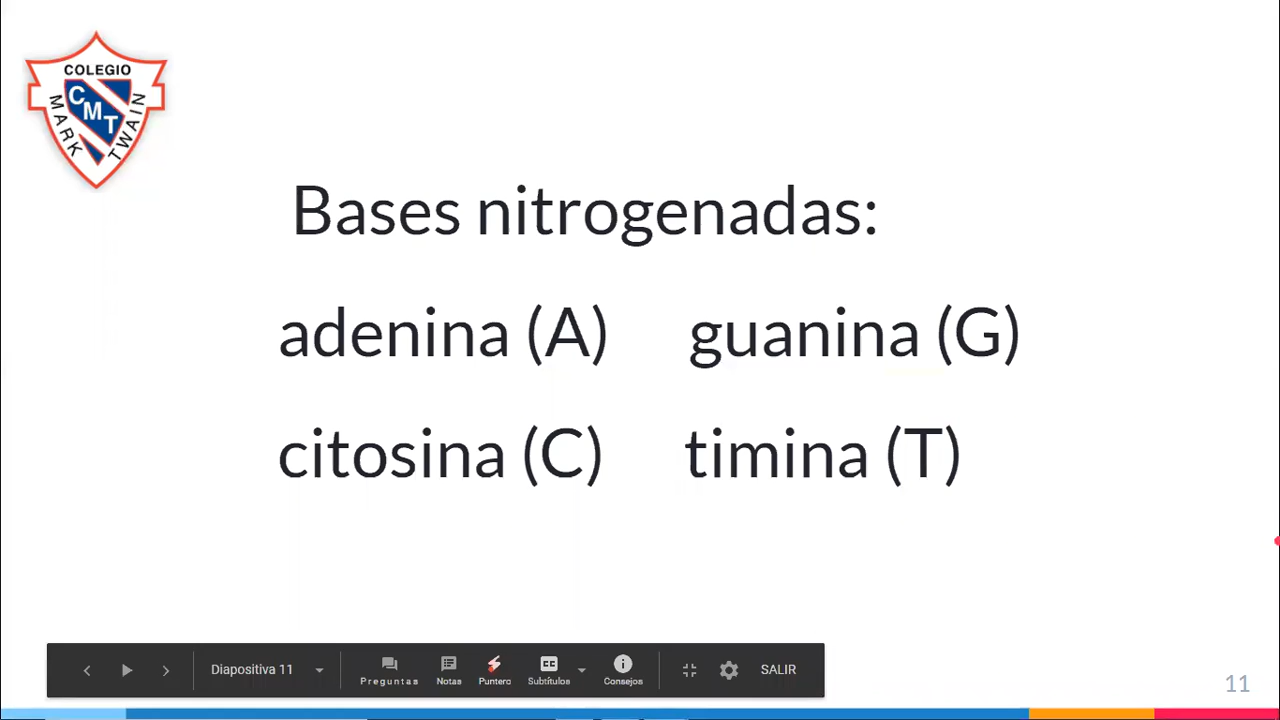 COLEGIO
MARK
CMT
TWAIN
Bases nitrogenadas:
adenina (A) guanina (G)
citosina (C) timina (T)
Diapositiva 11
Preguntas
Notas
Puntero
CC
Subtítulos
Consejos
SALIR
11